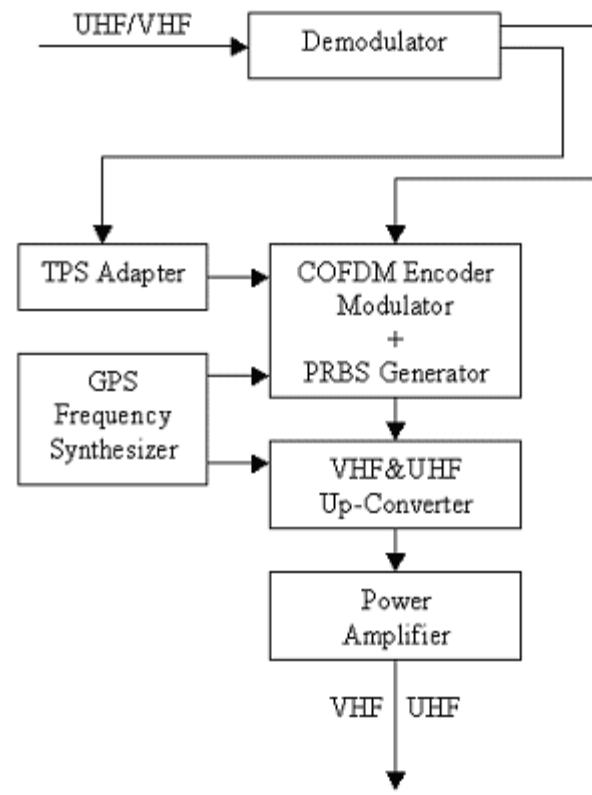 UHF/VHF
Demodulator
TPS Adapter
COFDM Encoder
Modulator
+
PRBS Generator
GPS
Frequency
Synthesizer
VHF&UHF
Up-Converter
Power
Amplifier
VHF UHF